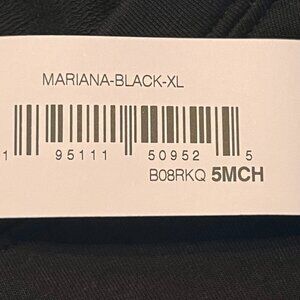 MARIANA-BLACK-XL
1 95111 50952 5
B08RKQ 5MCH